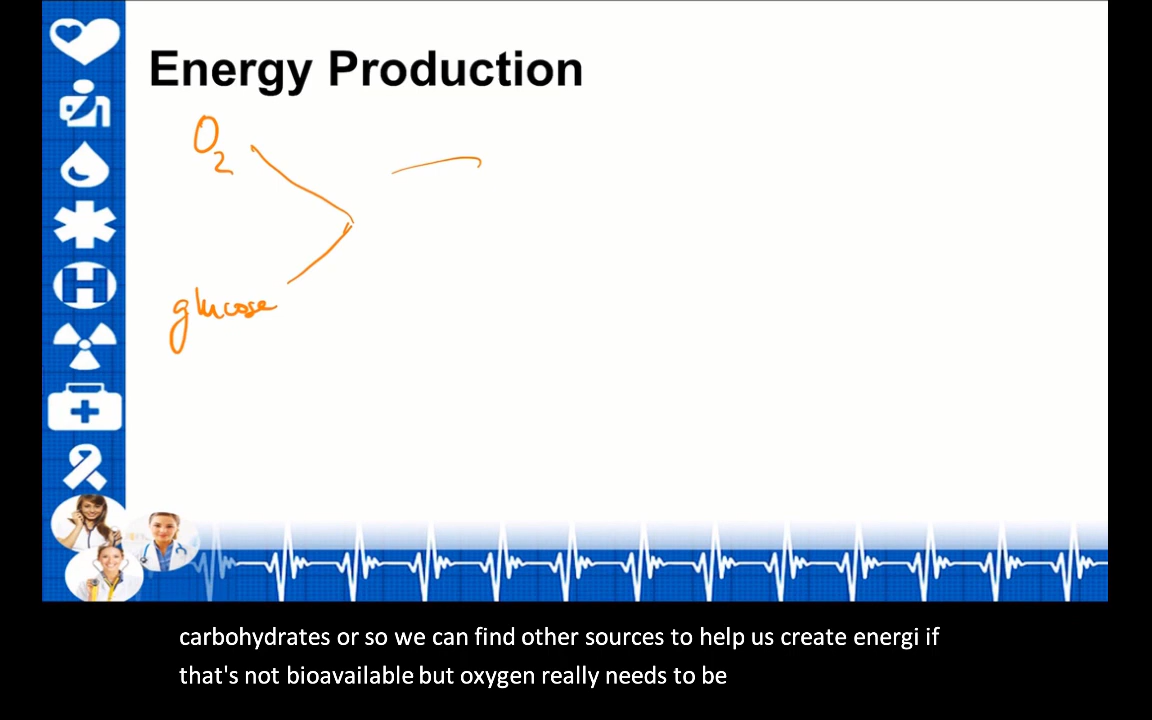 Energy Production
O2
glucose
carbohydrates or so we can find other sources to help us create energi if
that's not bioavailable but oxygen really needs to be